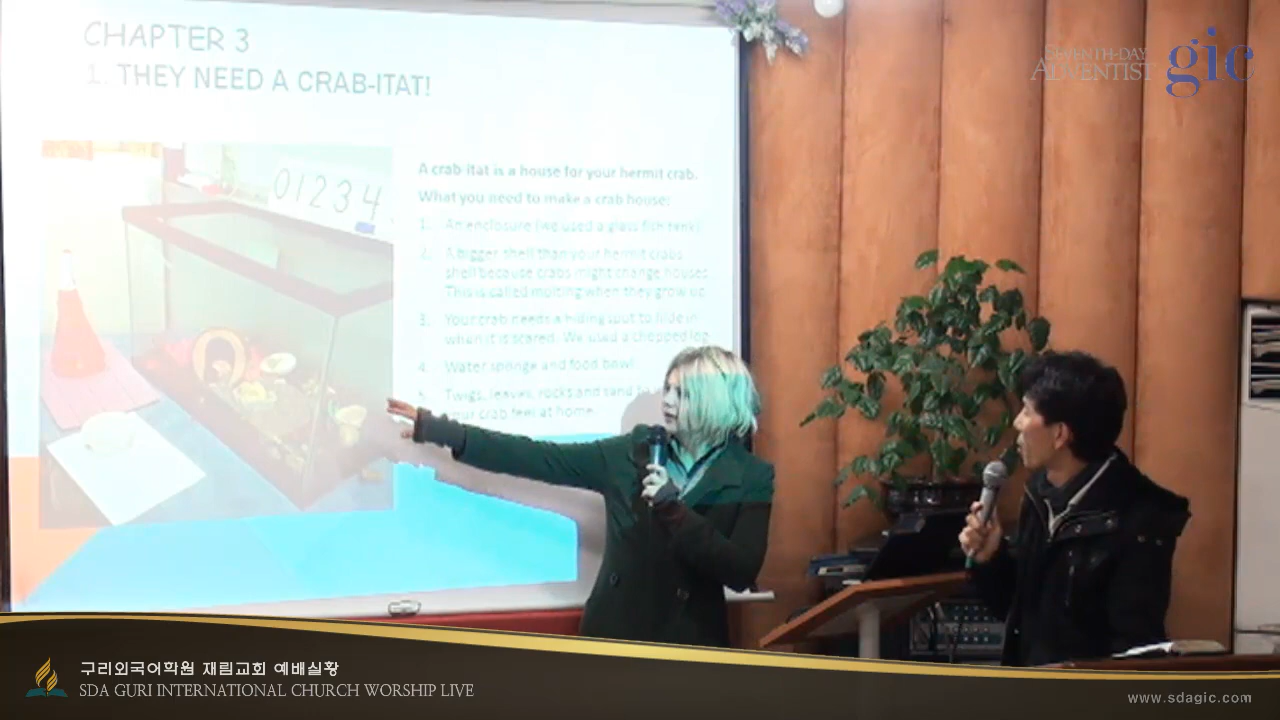 CHAPTER 3
1. THEY NEED A CRAB-ITAT!
SEVENTH-DAY
ADVENTIST
gic
01234
A crab-itat is a house for your hermit crab.
What you need to make a crab house:
1. An enclosure (we used a glass fish tank)
2. A bigger shell than your hermit crabs
shell because crabs might change houses
This is called molting when they grow up.
3. Your crab needs a hiding spot to hide in
when it is scared. We used a chopped log
4. Water sponge and food bowl.
Twigs, leaves, rocks and sand
your crab feel at home.
구리외국어학원 재림교회 예배실황
SDA GURI INTERNATIONAL CHURCH WORSHIP LIVE
www.sdagic.com